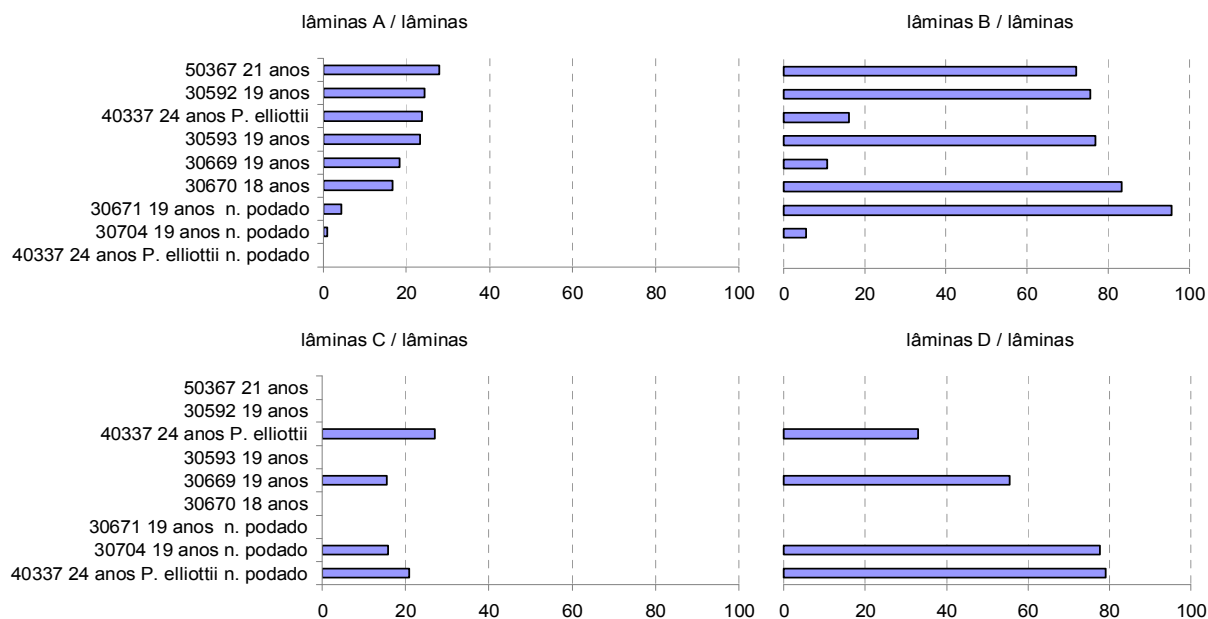 lâminas A / lâminas
50367 21 anos
30592 19 anos
40337 24 anos P. elliottii
30593 19 anos
30669 19 anos
30670 18 anos
30671 19 anos n. podado
30704 19 anos n. podado
40337 24 anos P. elliottii n. podado
0 20 40 60 80 100
lâminas B / lâminas
0 20 40 60 80 100
lâminas C / lâminas
50367 21 anos
30592 19 anos
40337 24 anos P. elliottii
30593 19 anos
30669 19 anos
30670 18 anos
30671 19 anos n. podado
30704 19 anos n. podado
40337 24 anos P. elliottii n. podado
0 20 40 60 80 100
lâminas D / lâminas
0 20 40 60 80 100